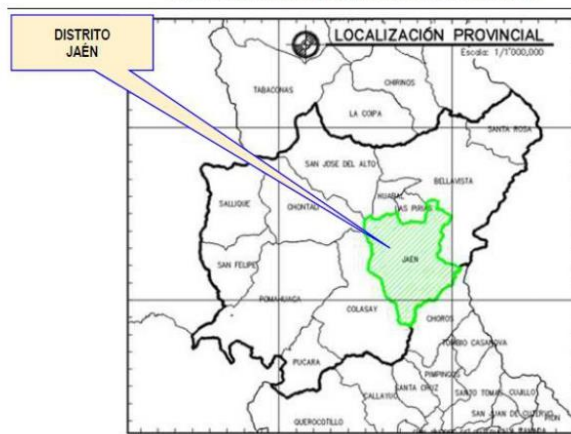 DISTRITO
JAÉN
LOCALIZACIÓN PROVINCIAL
Escala: 1/1'000,000
TABACONAS
CHIRINOS
LA COIPA
SANTA ROSA
SAN JOSE DEL ALTO
BELLAVISTA
HUABAL
LAS PIRIAS
SALLIQUE
CHONTALI
JAEN
SAN FELIPE
POMAHUACA
COLASAY
CHOROS
TORIBIO CASANOVA
PUCARA
PIMPINGOS
SANTA CRUZ
SANTO TOMAS
CUJILLO
CALLAYUC
SAN JUAN DE CUTERVO
QUEROCOTILLO